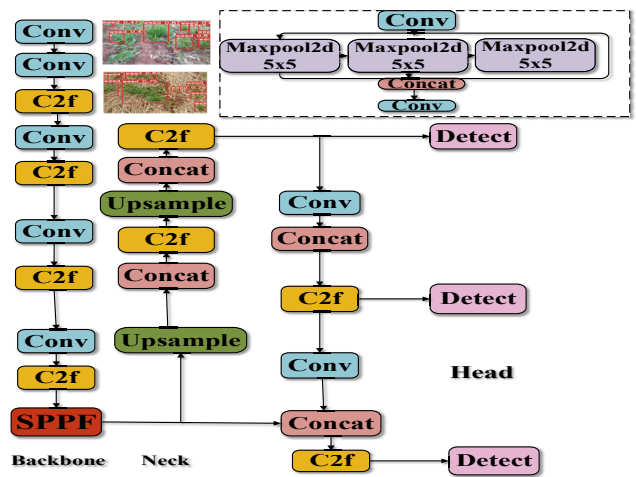 Conv
Conv
C2f
Conv
C2f
Conv
C2f
Conv
C2f
SPPF
Backbone
C2f
Concat
Upsample
C2f
Concat
Upsample
Neck
Conv
Maxpool2d
5x5
Maxpool2d
5x5
Maxpool2d
5x5
Concat
Conv
Detect
Conv
Concat
C2f
Detect
Conv
Head
Concat
C2f
Detect